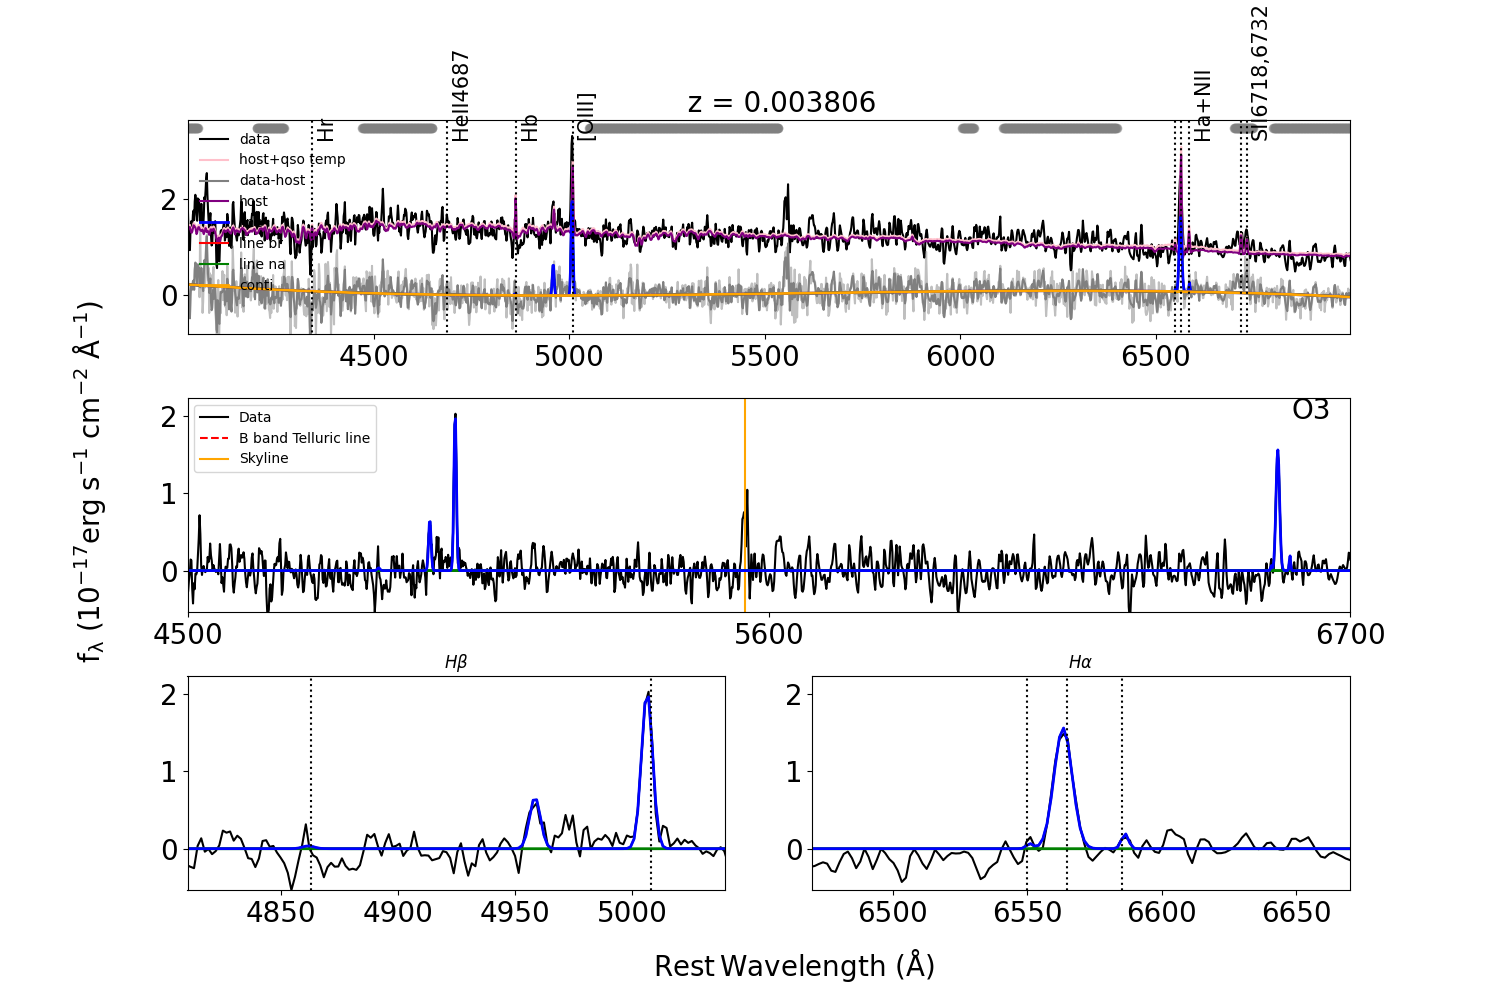 z = 0.003806
Hr
HeII4687
Hb
[OIII]
Ha+NII
SII6718,6732
data
host+qso temp
data-host
host
line br
line na
conti
2
0
4500
5000
5500
6000
6500
fλ (10⁻¹⁷erg s⁻¹ cm⁻² Å⁻¹)
O3
Data
B band Telluric line
Skyline
2
1
0
4500
5600
6700
Hβ
2
1
0
4850
4900
4950
5000
Hα
2
1
0
6500
6550
6600
6650
Rest Wavelength (Å)